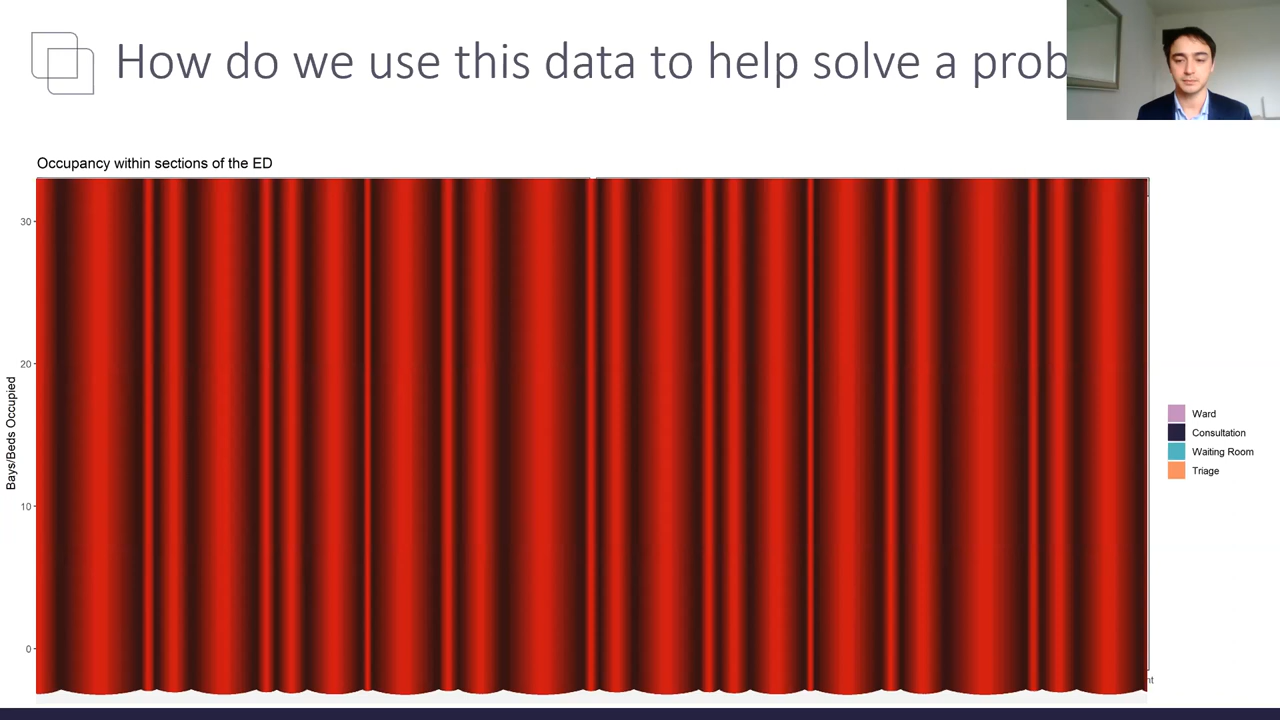 How do we use this data to help solve a prob
Occupancy within sections of the ED
30
20
10
0
Bays/Beds Occupied
Ward
Consultation
Waiting Room
Triage
nt